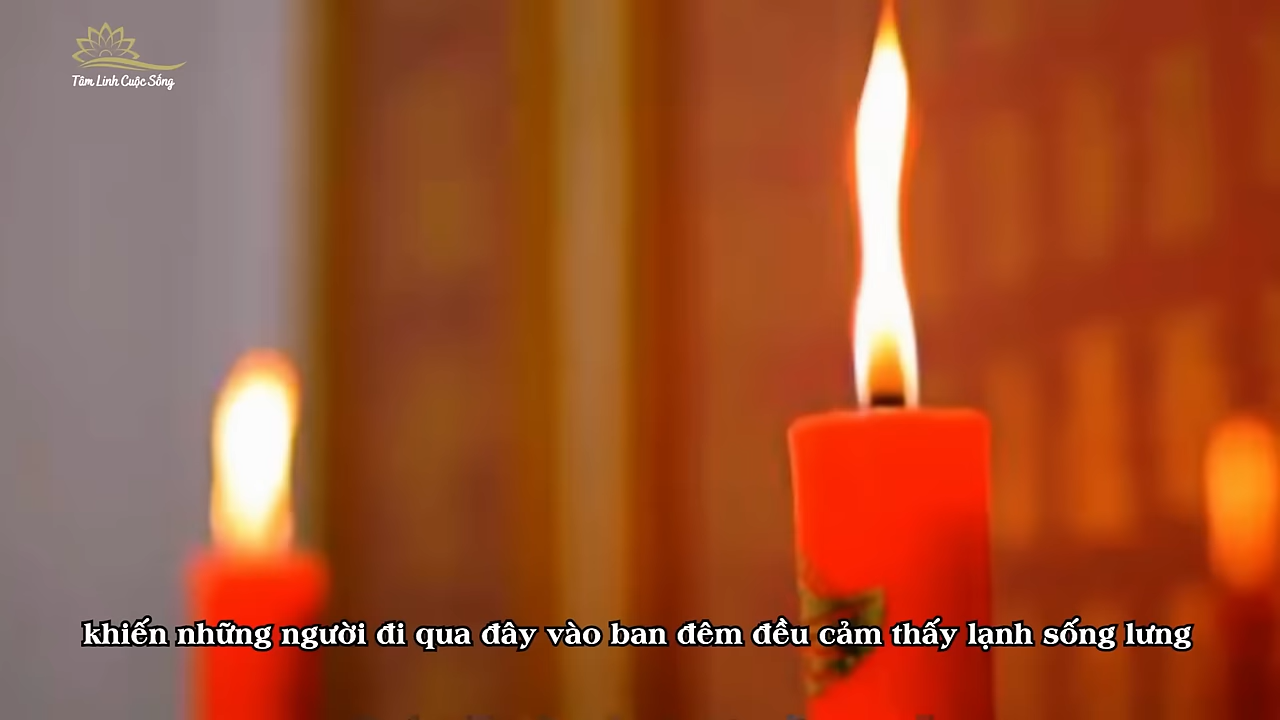 Tâm Linh Cuộc Sống
khiến những người đi qua đây vào ban đêm đều cảm thấy lạnh sống lưng